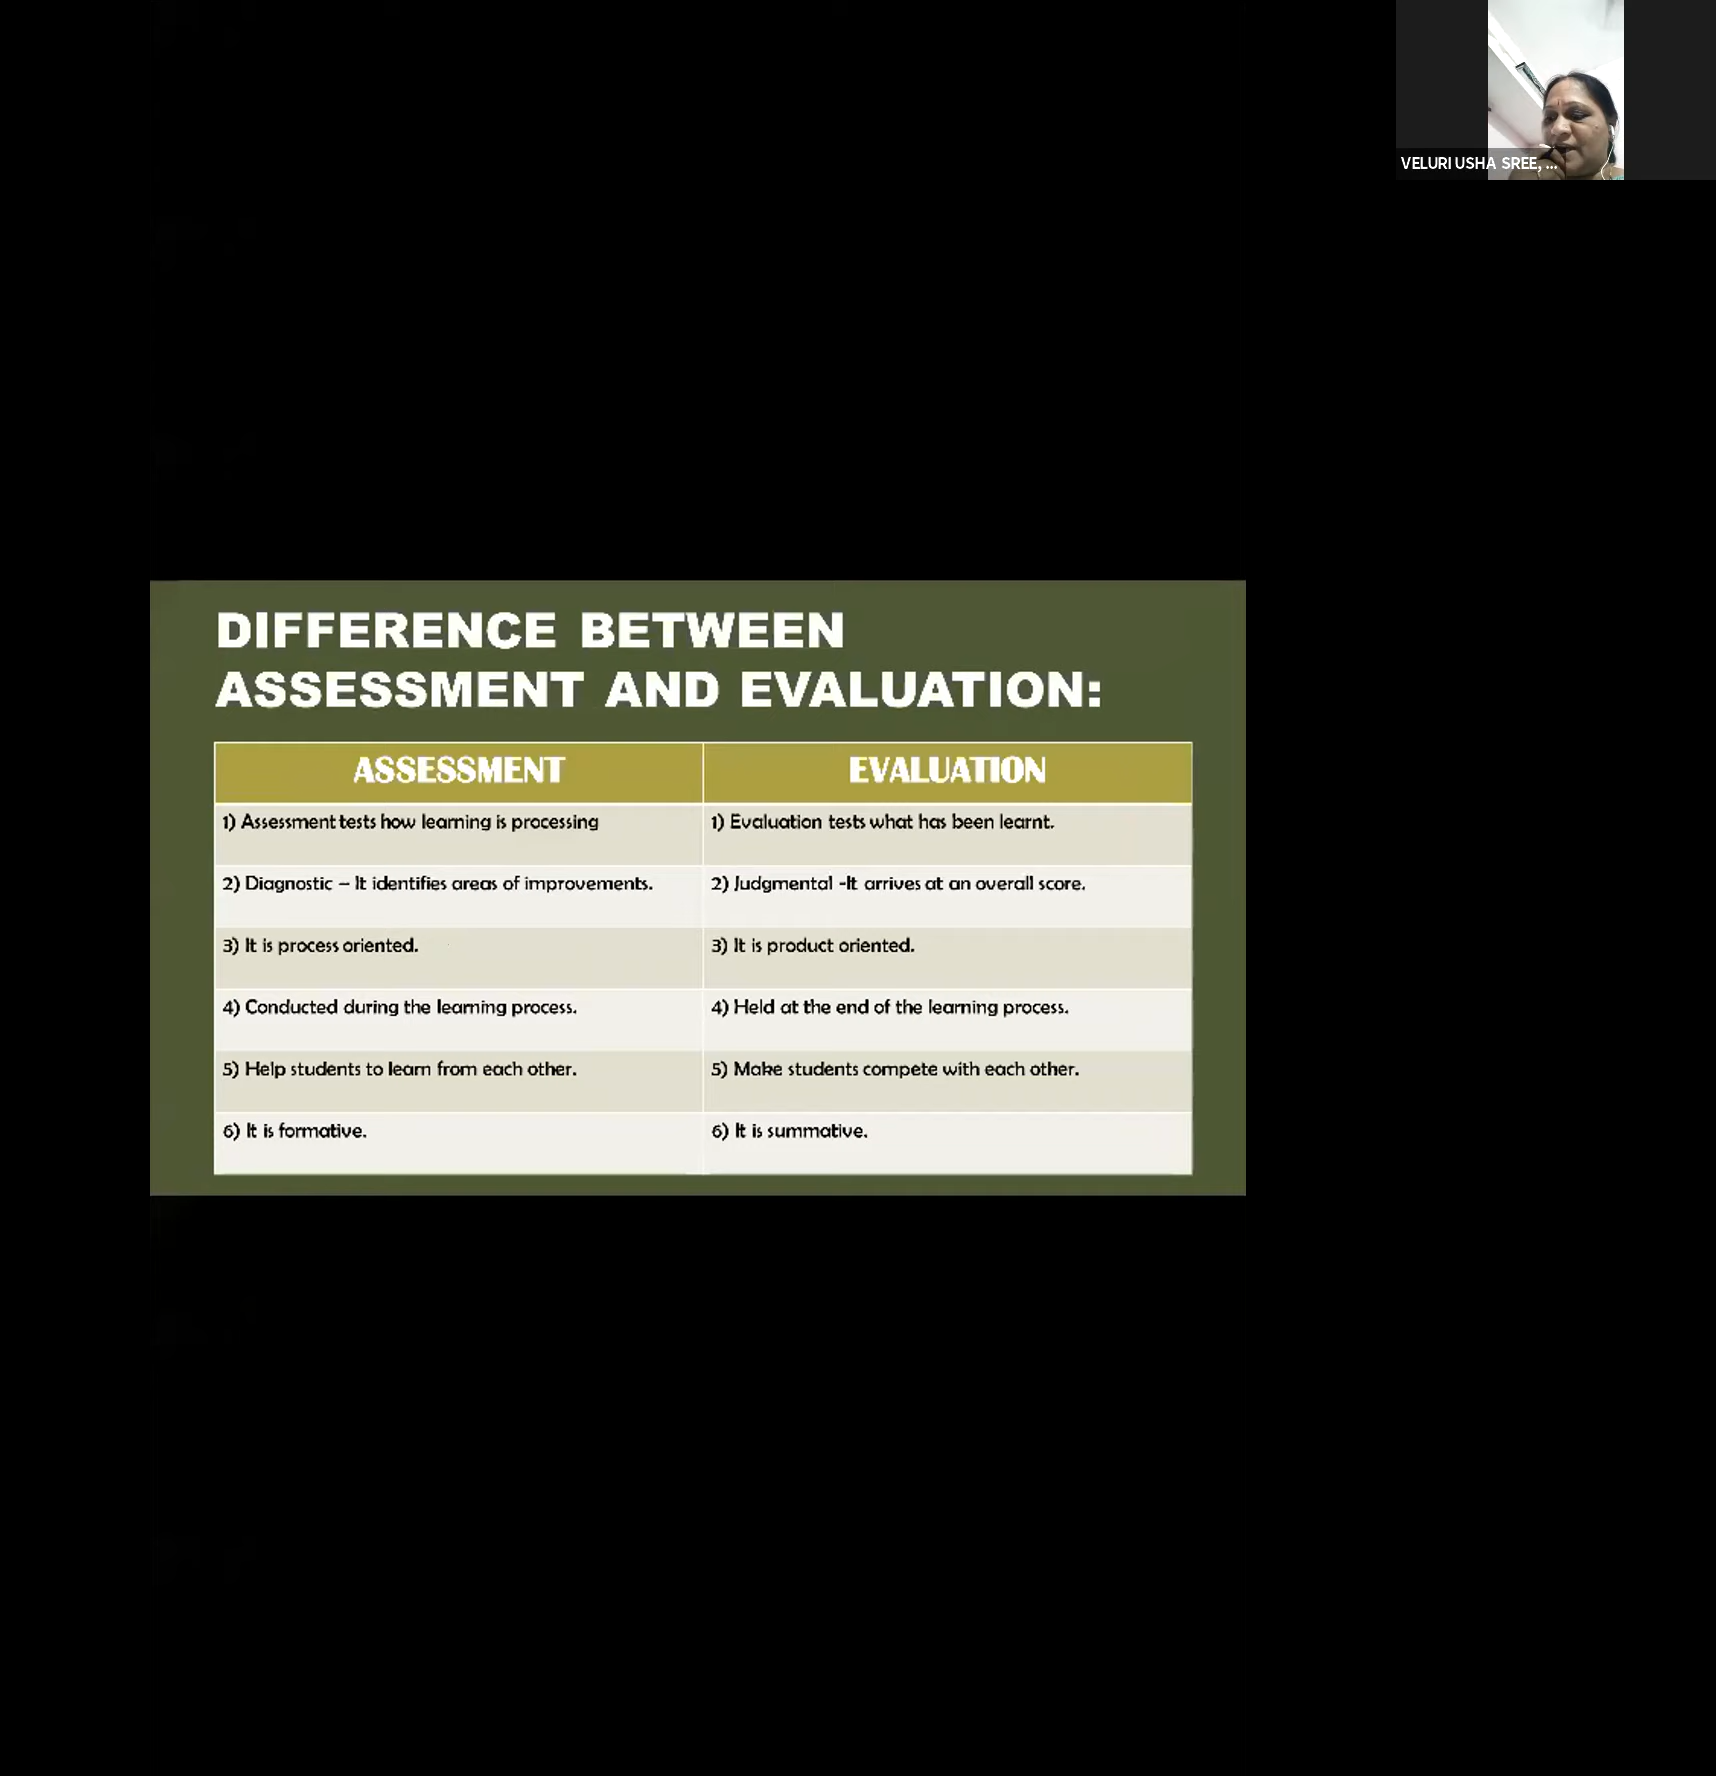 VELURI USHA SREE, ...
DIFFERENCE BETWEEN
ASSESSMENT AND EVALUATION:
ASSESSMENT
EVALUATION
1) Assessment tests how learning is processing
1) Evaluation tests what has been learnt.
2) Diagnostic – It identifies areas of improvements.
2) Judgmental -It arrives at an overall score.
3) It is process oriented.
3) It is product oriented.
4) Conducted during the learning process.
4) Held at the end of the learning process.
5) Help students to learn from each other.
5) Make students compete with each other.
6) It is formative.
6) It is summative.